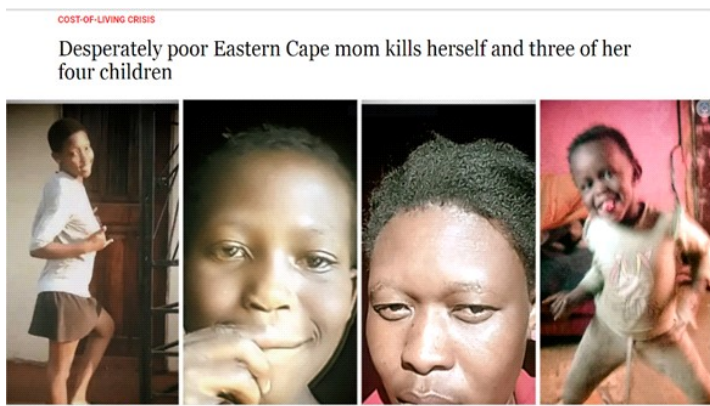 COST-OF-LIVING CRISIS
Desperately poor Eastern Cape mom kills herself and three of her
four children